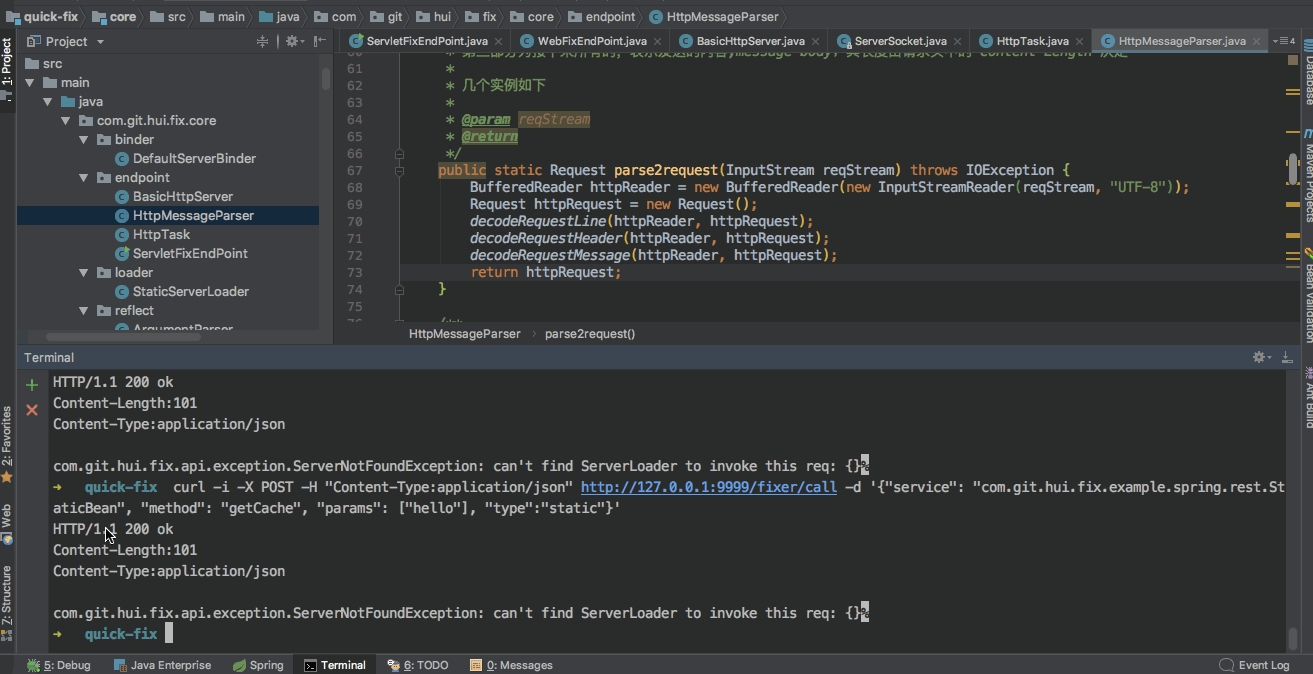 quick-fix core src main java com git hui fix core endpoint HttpMessageParser
Project
ServletFixEndPoint.java WebFixEndPoint.java BasicHttpServer.java ServerSocket.java HttpTask.java HttpMessageParser.java 4
1: Project
src
main
java
com.git.hui.fix.core
binder
DefaultServerBinder
endpoint
BasicHttpServer
HttpMessageParser
HttpTask
ServletFixEndPoint
loader
StaticServerLoader
reflect
ArgumentParser
61 *
62 * 几个实例如下
63 *
64 * @param reqStream
65 * @return
66 */
67 public static Request parse2request(InputStream reqStream) throws IOException {
68 BufferedReader httpReader = new BufferedReader(new InputStreamReader(reqStream, "UTF-8"));
69 Request httpRequest = new Request();
70 decodeRequestLine(httpReader, httpRequest);
71 decodeRequestHeader(httpReader, httpRequest);
72 decodeRequestMessage(httpReader, httpRequest);
73 return httpRequest;
74 }
75
HttpMessageParser parse2request()
Database
Maven Projects
Bean Validation
Ant Build
Terminal
HTTP/1.1 200 ok
Content-Length:101
Content-Type:application/json
com.git.hui.fix.api.exception.ServerNotFoundException: can't find ServerLoader to invoke this req: {}%
➜ quick-fix curl -i -X POST -H "Content-Type:application/json" http://127.0.0.1:9999/fixer/call -d '{"service": "com.git.hui.fix.example.spring.rest.St
aticBean", "method": "getCache", "params": ["hello"], "type":"static"}'
HTTP/1.1 200 ok
Content-Length:101
Content-Type:application/json
com.git.hui.fix.api.exception.ServerNotFoundException: can't find ServerLoader to invoke this req: {}%
➜ quick-fix
2: Favorites
Web
7: Structure
5: Debug Java Enterprise Spring Terminal 6: TODO 0: Messages Event Log